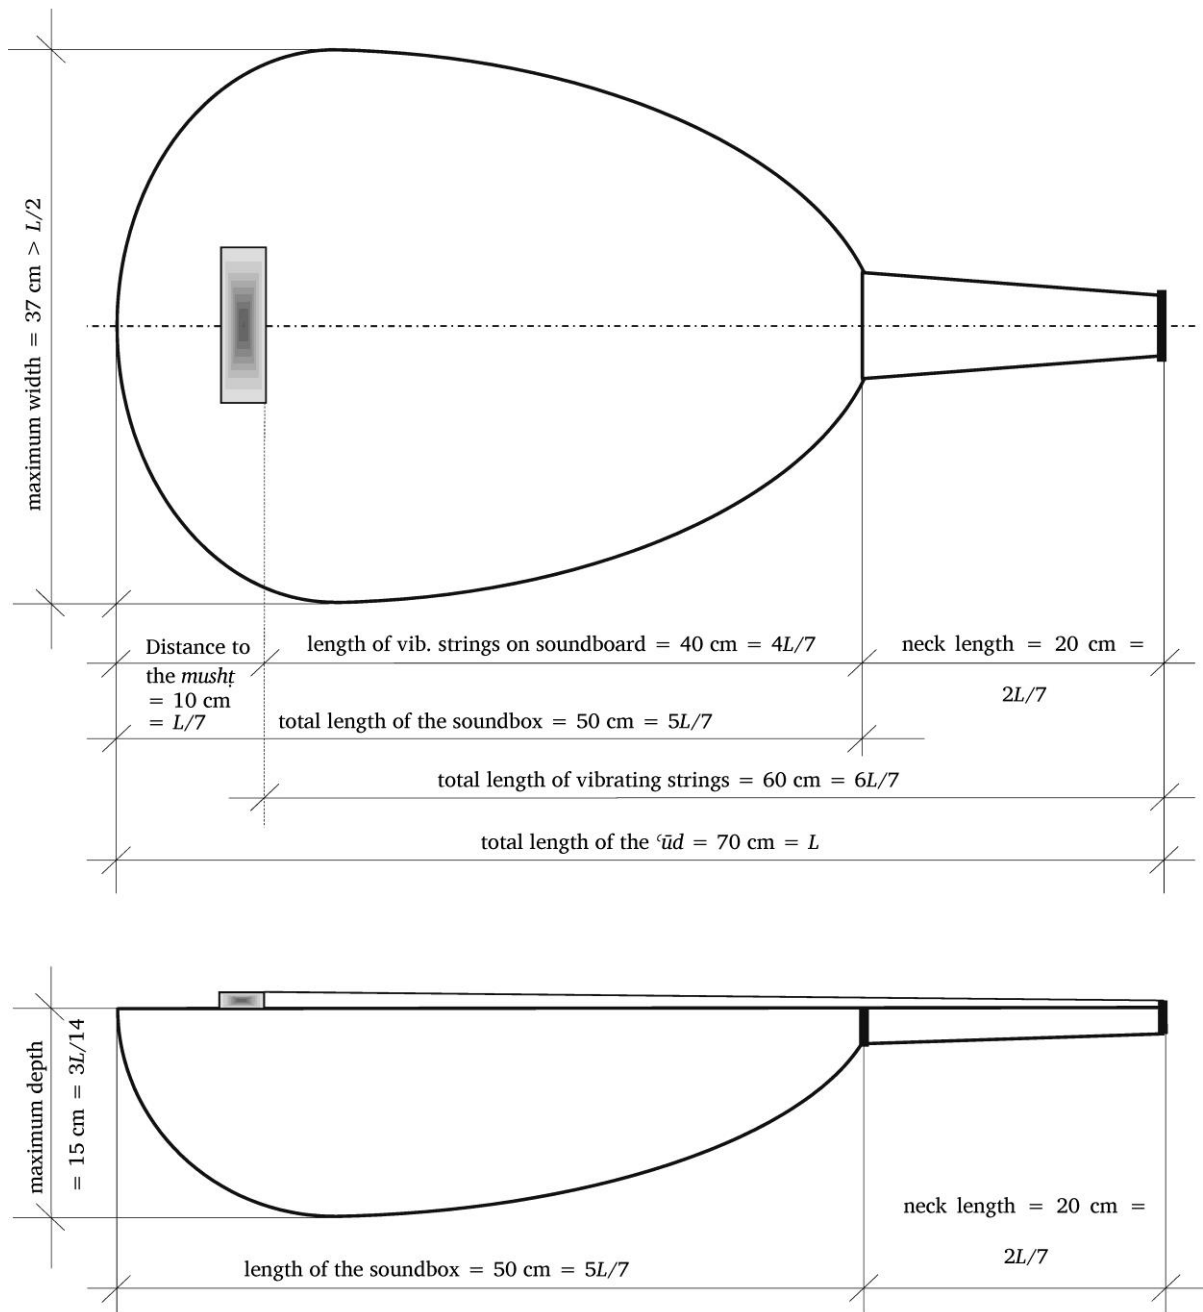 maximum width = 37 cm > L/2
Distance to
the mushṭ
= 10 cm
= L/7
length of vib. strings on soundboard = 40 cm = 4L/7
neck length = 20 cm =
2L/7
total length of the soundbox = 50 cm = 5L/7
total length of vibrating strings = 60 cm = 6L/7
total length of the ʿūd = 70 cm = L
maximum depth
= 15 cm = 3L/14
neck length = 20 cm =
2L/7
length of the soundbox = 50 cm = 5L/7